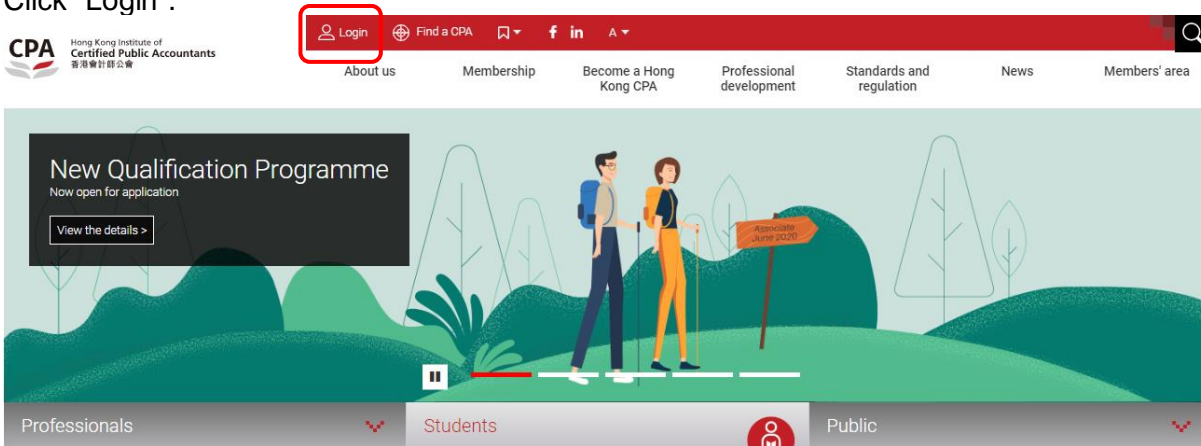 Click "Login".
Login
Find a CPA
f in A
CPA
Hong Kong Institute of
Certified Public Accountants
香港會計師公會
About us
Membership
Become a Hong
Kong CPA
Professional
development
Standards and
regulation
News
Members' area
New Qualification Programme
Now open for application
View the details >
Associate
June 2020
Professionals
Students
Public